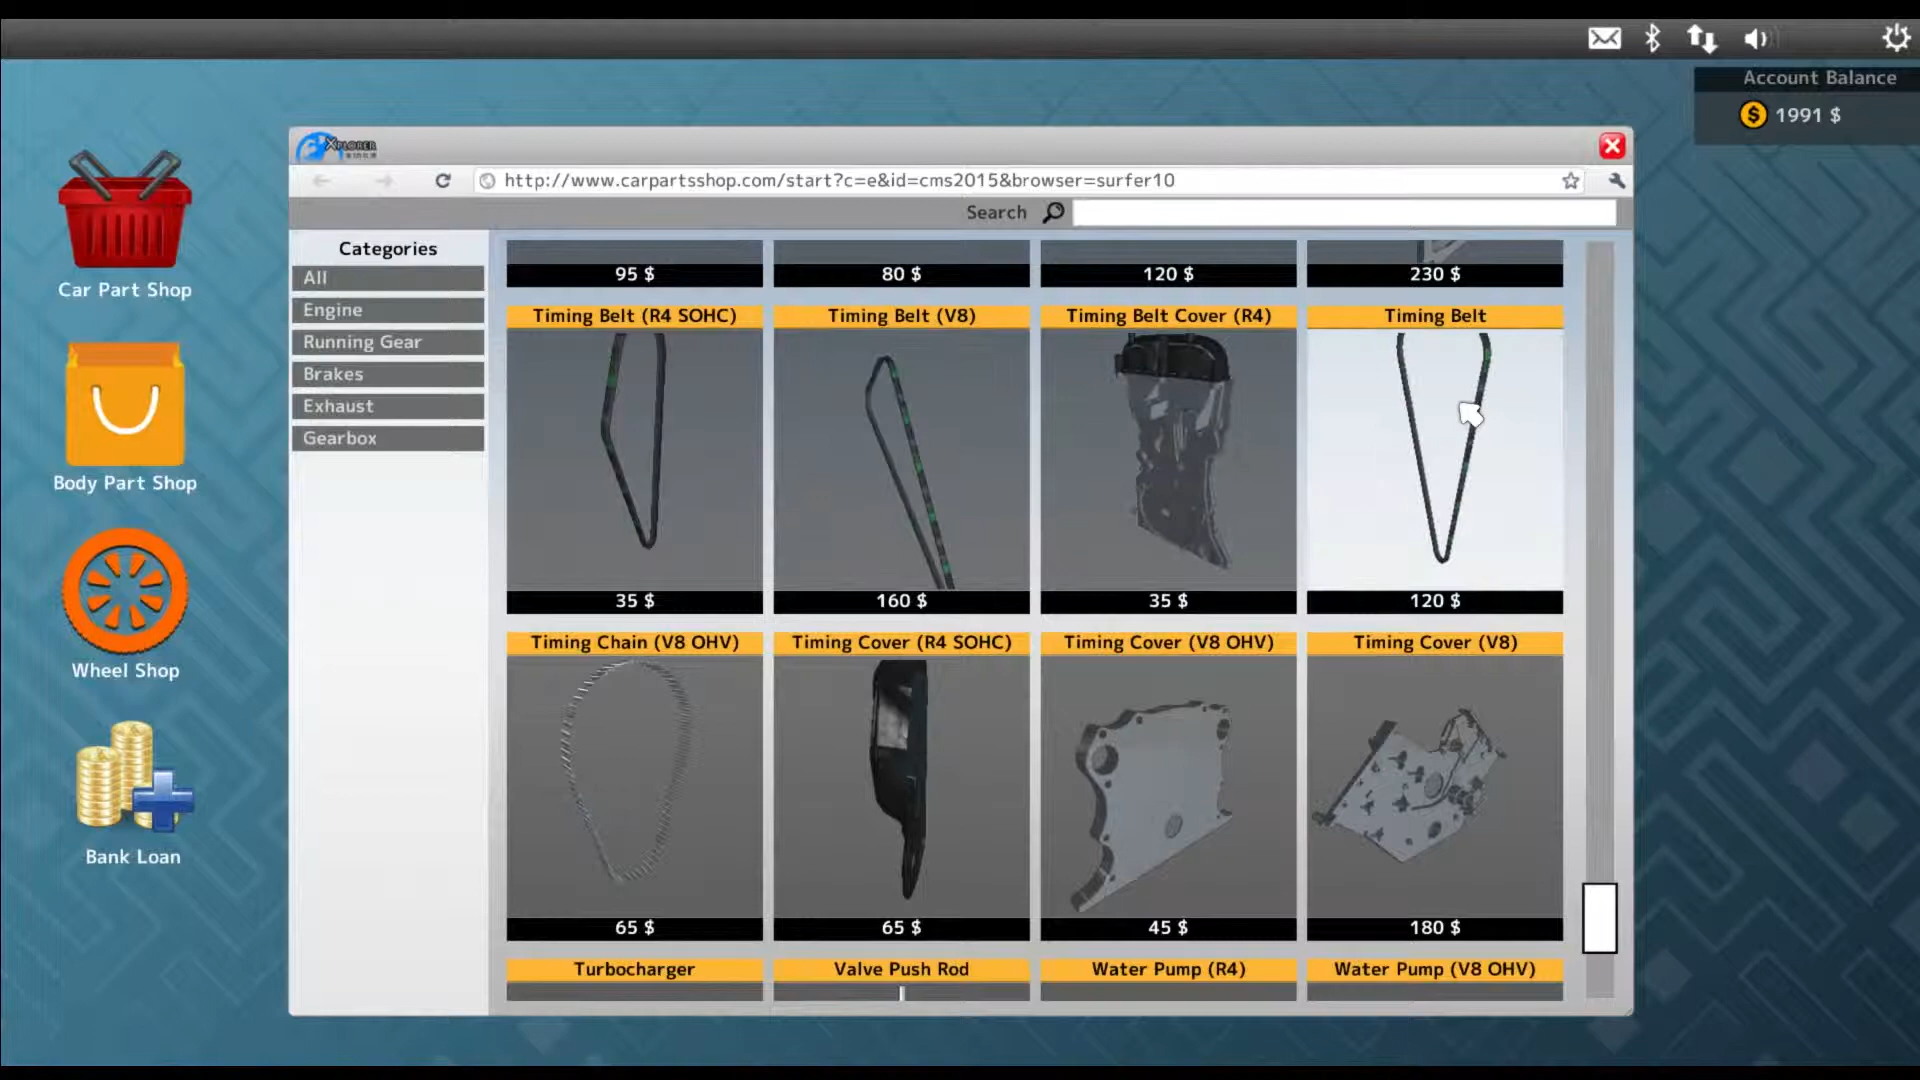 Account Balance
1991 $
XPLORER
http://www.carpartsshop.com/start?c=e&id=cms2015&browser=surfer10
Search
Categories
All
Engine
Running Gear
Brakes
Exhaust
Gearbox
Car Part Shop
Body Part Shop
Wheel Shop
Bank Loan
95 $
80 $
120 $
230 $
Timing Belt (R4 SOHC)
Timing Belt (V8)
Timing Belt Cover (R4)
Timing Belt
35 $
160 $
35 $
120 $
Timing Chain (V8 OHV)
Timing Cover (R4 SOHC)
Timing Cover (V8 OHV)
Timing Cover (V8)
65 $
65 $
45 $
180 $
Turbocharger
Valve Push Rod
Water Pump (R4)
Water Pump (V8 OHV)